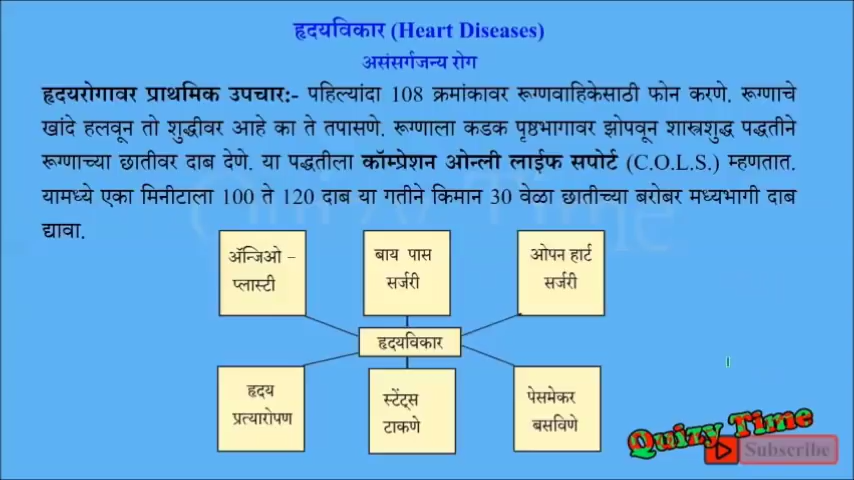 हृदयविकार (Heart Diseases)
असंसर्गजन्य रोग
हृदयरोगावर प्राथमिक उपचार:- पहिल्यांदा 108 क्रमांकावर रूग्णवाहिकेसाठी फोन करणे. रूग्णाचे
खांदे हलवून तो शुद्धीवर आहे का ते तपासणे. रूग्णाला कडक पृष्ठभागावर झोपवून शास्त्रशुद्ध पद्धतीने
रूग्णाच्या छातीवर दाब देणे. या पद्धतीला कॉम्प्रेशन ओन्ली लाईफ सपोर्ट (C.O.L.S.) म्हणतात.
यामध्ये एका मिनीटाला 100 ते 120 दाब या गतीने किमान 30 वेळा छातीच्या बरोबर मध्यभागी दाब
द्यावा.
Quizy Time
अ‍ॅन्जिओ –
प्लास्टी
बाय पास
सर्जरी
ओपन हार्ट
सर्जरी
हृदयविकार
हृदय
प्रत्यारोपण
स्टेंट्स
टाकणे
पेसमेकर
बसविणे
Quizy Time
Subscribe